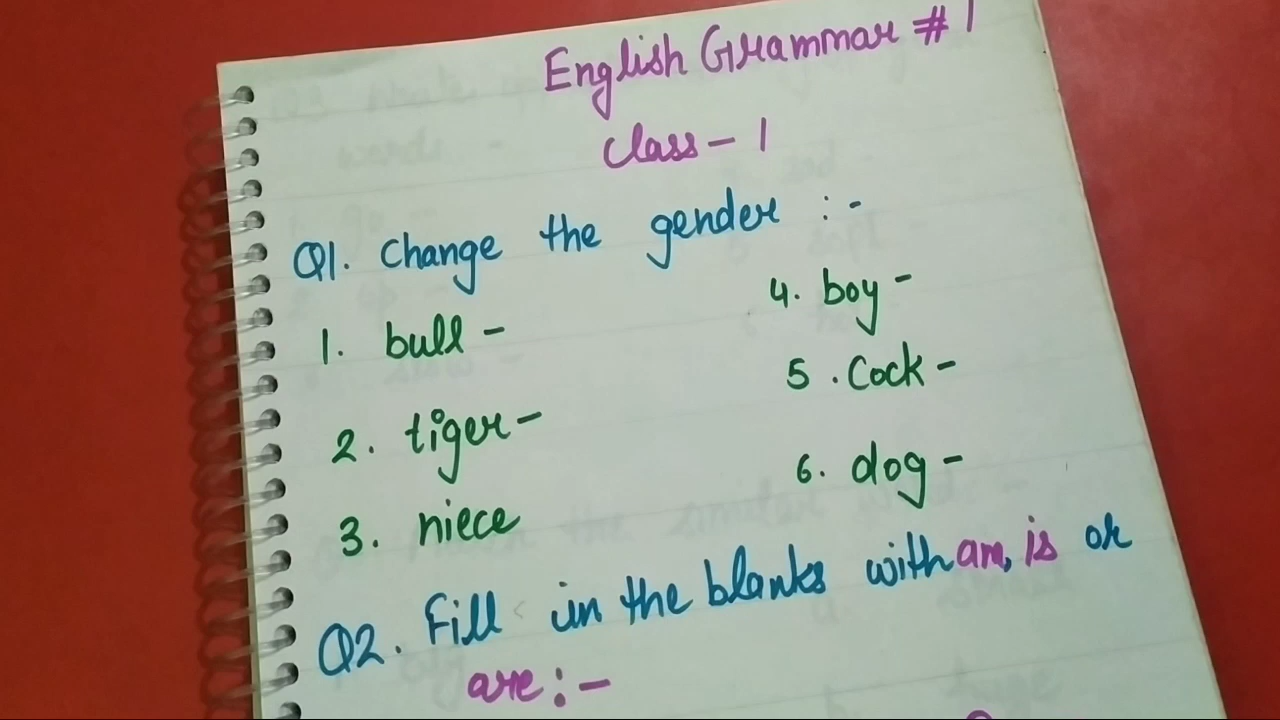 English Grammar # 1
Class - 1
Q1. Change the gender :-
1. bull -
2. tiger -
3. niece
4. boy -
5. Cock -
6. dog -
Q2. Fill in the blanks with am, is or
are :-